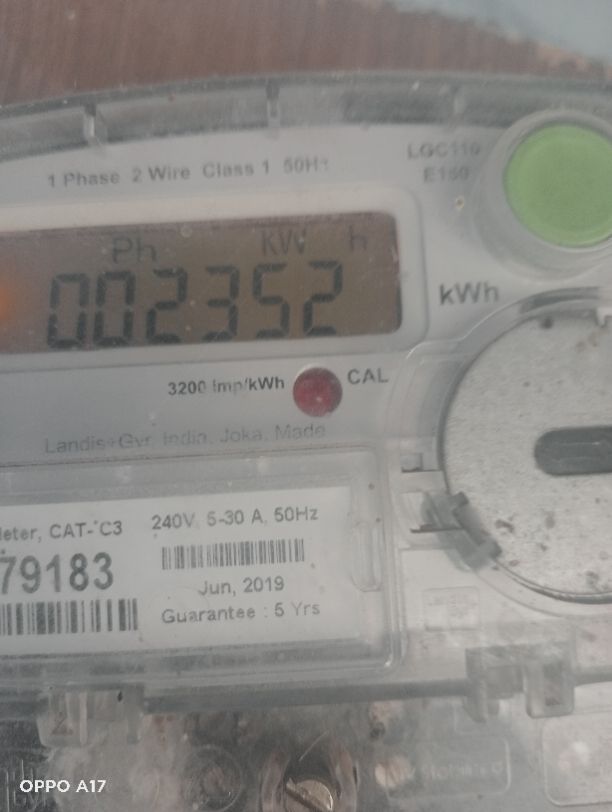 1 Phase 2 Wire Class 1 50Hz
LGC110
E150
Ph KW h
002352
kWh
3200 Imp/kWh CAL
Landis+Gyr, India, Joka, Made
Meter, CAT-C3
240V, 5-30 A, 50Hz
79183
Jun, 2019
Guarantee : 5 Yrs
OPPO A17